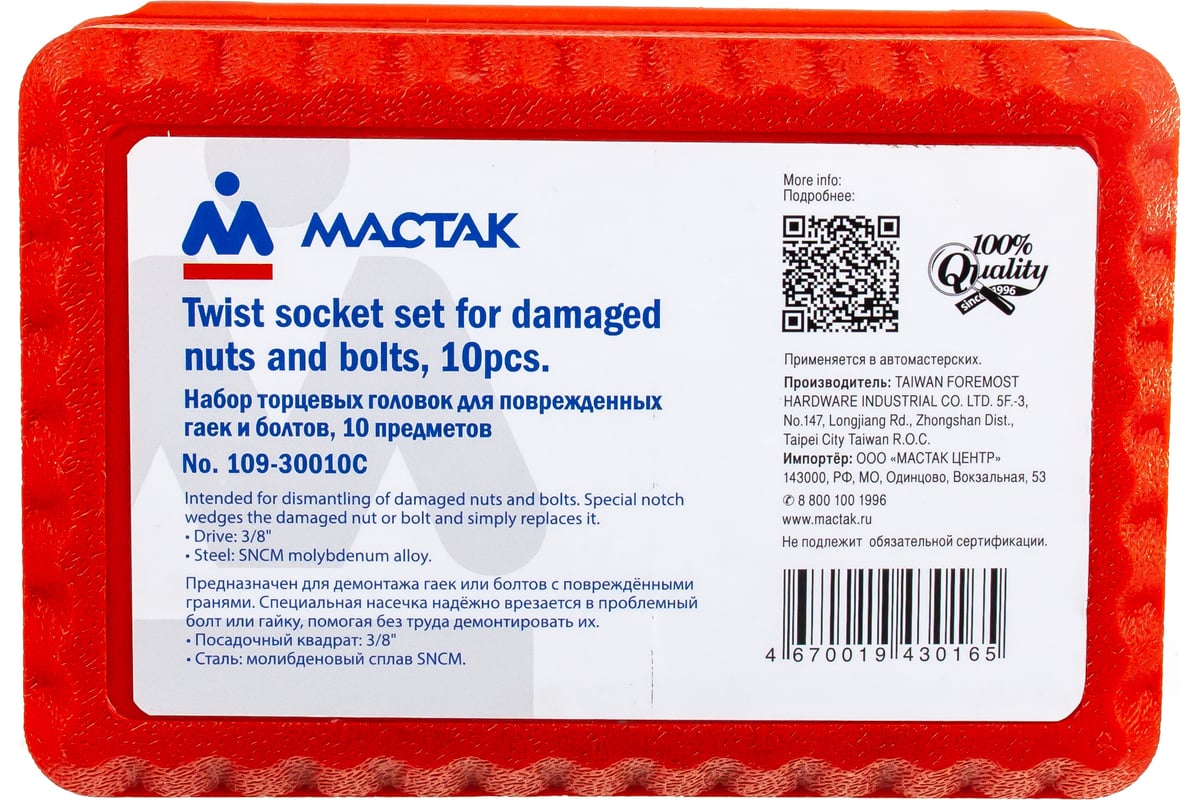 МАСТАК
Twist socket set for damaged
nuts and bolts, 10pcs.
Набор торцевых головок для поврежденных
гаек и болтов, 10 предметов
No. 109-30010C
Intended for dismantling of damaged nuts and bolts. Special notch
wedges the damaged nut or bolt and simply replaces it.
• Drive: 3/8"
• Steel: SNCM molybdenum alloy.
Предназначен для демонтажа гаек или болтов с повреждёнными
гранями. Специальная насечка надёжно врезается в проблемный
болт или гайку, помогая без труда демонтировать их.
• Посадочный квадрат: 3/8"
• Сталь: молибденовый сплав SNCM.
More info:
Подробнее:
100%
Quality
since 1996
Применяется в автомастерских.
Производитель: TAIWAN FOREMOST
HARDWARE INDUSTRIAL CO. LTD. 5F.-3,
No.147, Longjiang Rd., Zhongshan Dist.,
Taipei City Taiwan R.O.C.
Импортёр: ООО «МАСТАК ЦЕНТР»
143000, РФ, МО, Одинцово, Вокзальная, 53
✆ 8 800 100 1996
www.mactak.ru
Не подлежит обязательной сертификации.
4 670019 430165